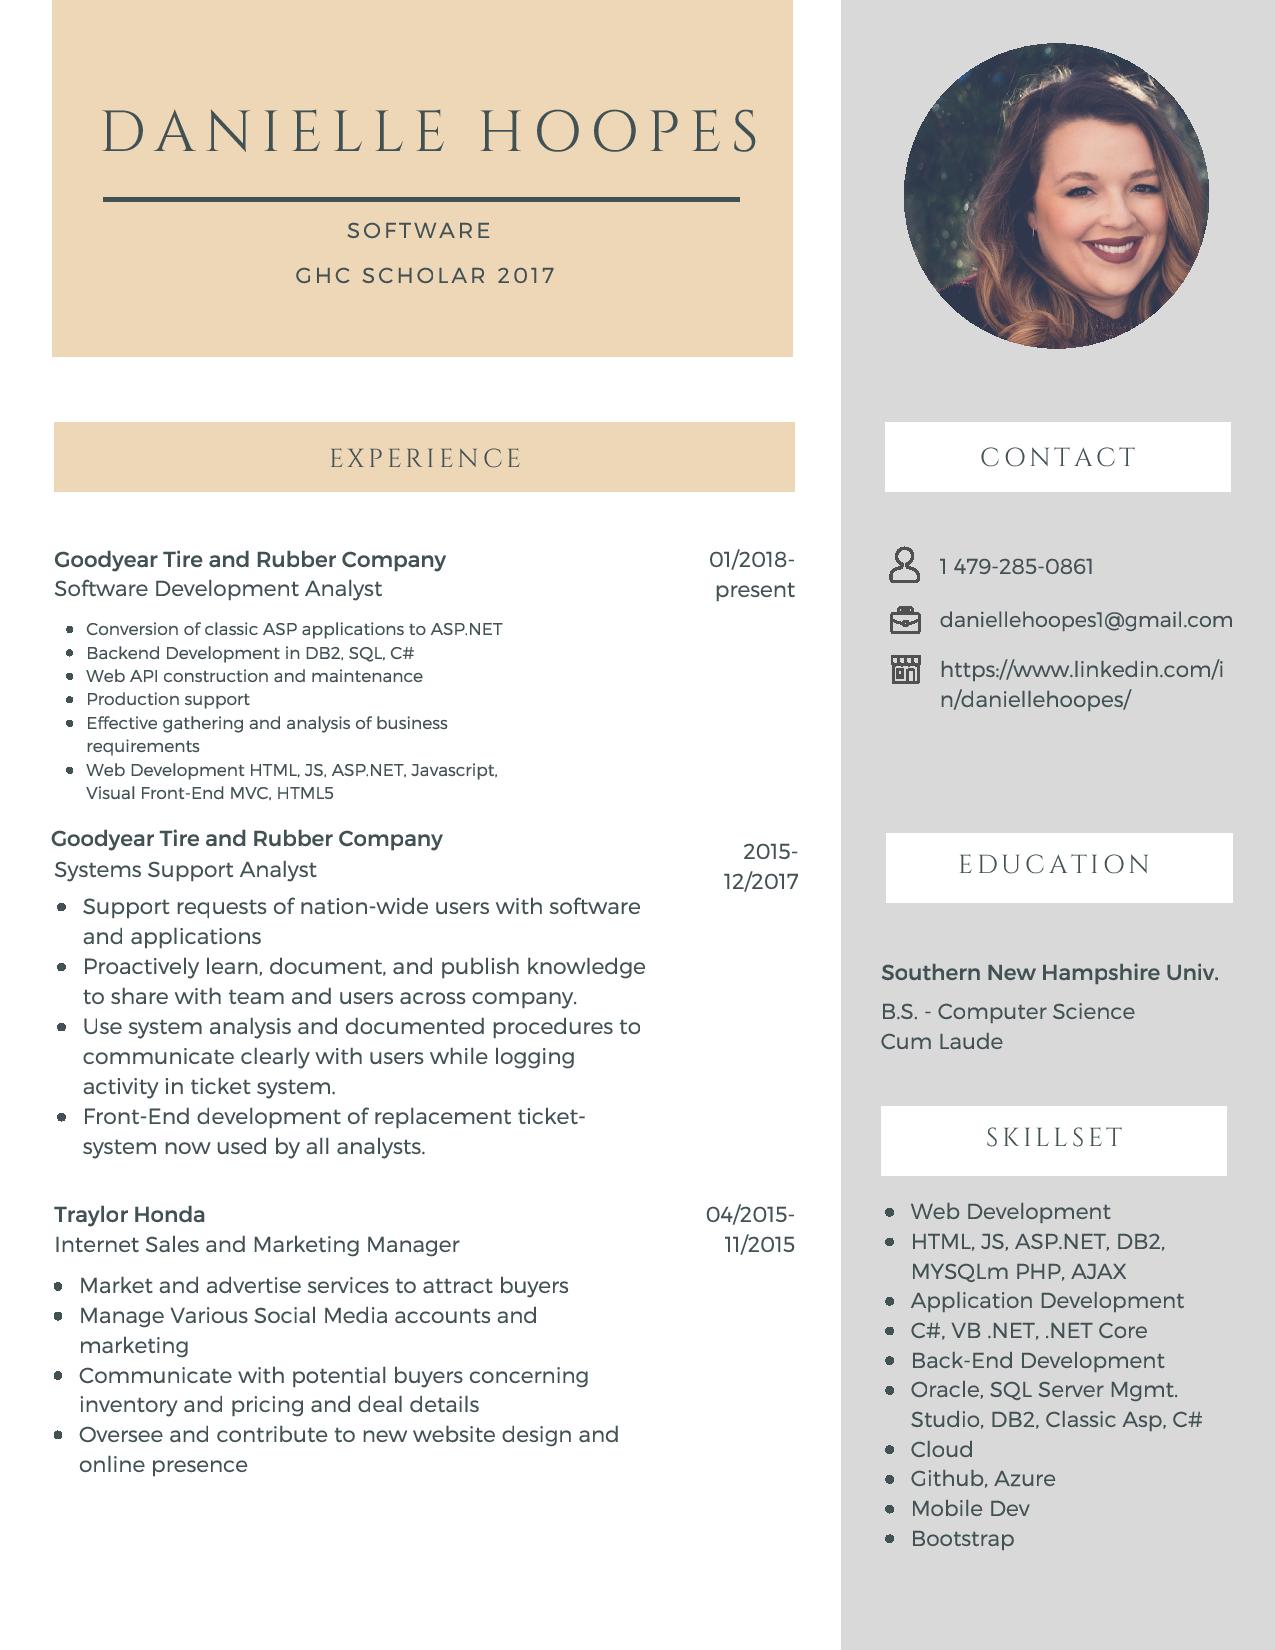 DANIELLE HOOPES
SOFTWARE
GHC SCHOLAR 2017
EXPERIENCE
Goodyear Tire and Rubber Company
01/2018-
Software Development Analyst
present
Conversion of classic ASP applications to ASP.NET
Backend Development in DB2, SQL, C#
Web API construction and maintenance
Production support
Effective gathering and analysis of business
requirements
Web Development HTML, JS, ASP.NET, Javascript,
Visual Front-End MVC, HTML5
Goodyear Tire and Rubber Company
2015-
Systems Support Analyst
12/2017
Support requests of nation-wide users with software
and applications
Proactively learn, document, and publish knowledge
to share with team and users across company.
Use system analysis and documented procedures to
communicate clearly with users while logging
activity in ticket system.
Front-End development of replacement ticket-
system now used by all analysts.
Traylor Honda
04/2015-
Internet Sales and Marketing Manager
11/2015
Market and advertise services to attract buyers
Manage Various Social Media accounts and
marketing
Communicate with potential buyers concerning
inventory and pricing and deal details
Oversee and contribute to new website design and
online presence
CONTACT
1 479-285-0861
daniellehoopes1@gmail.com
https://www.linkedin.com/i
n/daniellehoopes/
EDUCATION
Southern New Hampshire Univ.
B.S. - Computer Science
Cum Laude
SKILLSET
Web Development
HTML, JS, ASP.NET, DB2,
MYSQLm PHP, AJAX
Application Development
C#, VB .NET, .NET Core
Back-End Development
Oracle, SQL Server Mgmt.
Studio, DB2, Classic Asp, C#
Cloud
Github, Azure
Mobile Dev
Bootstrap